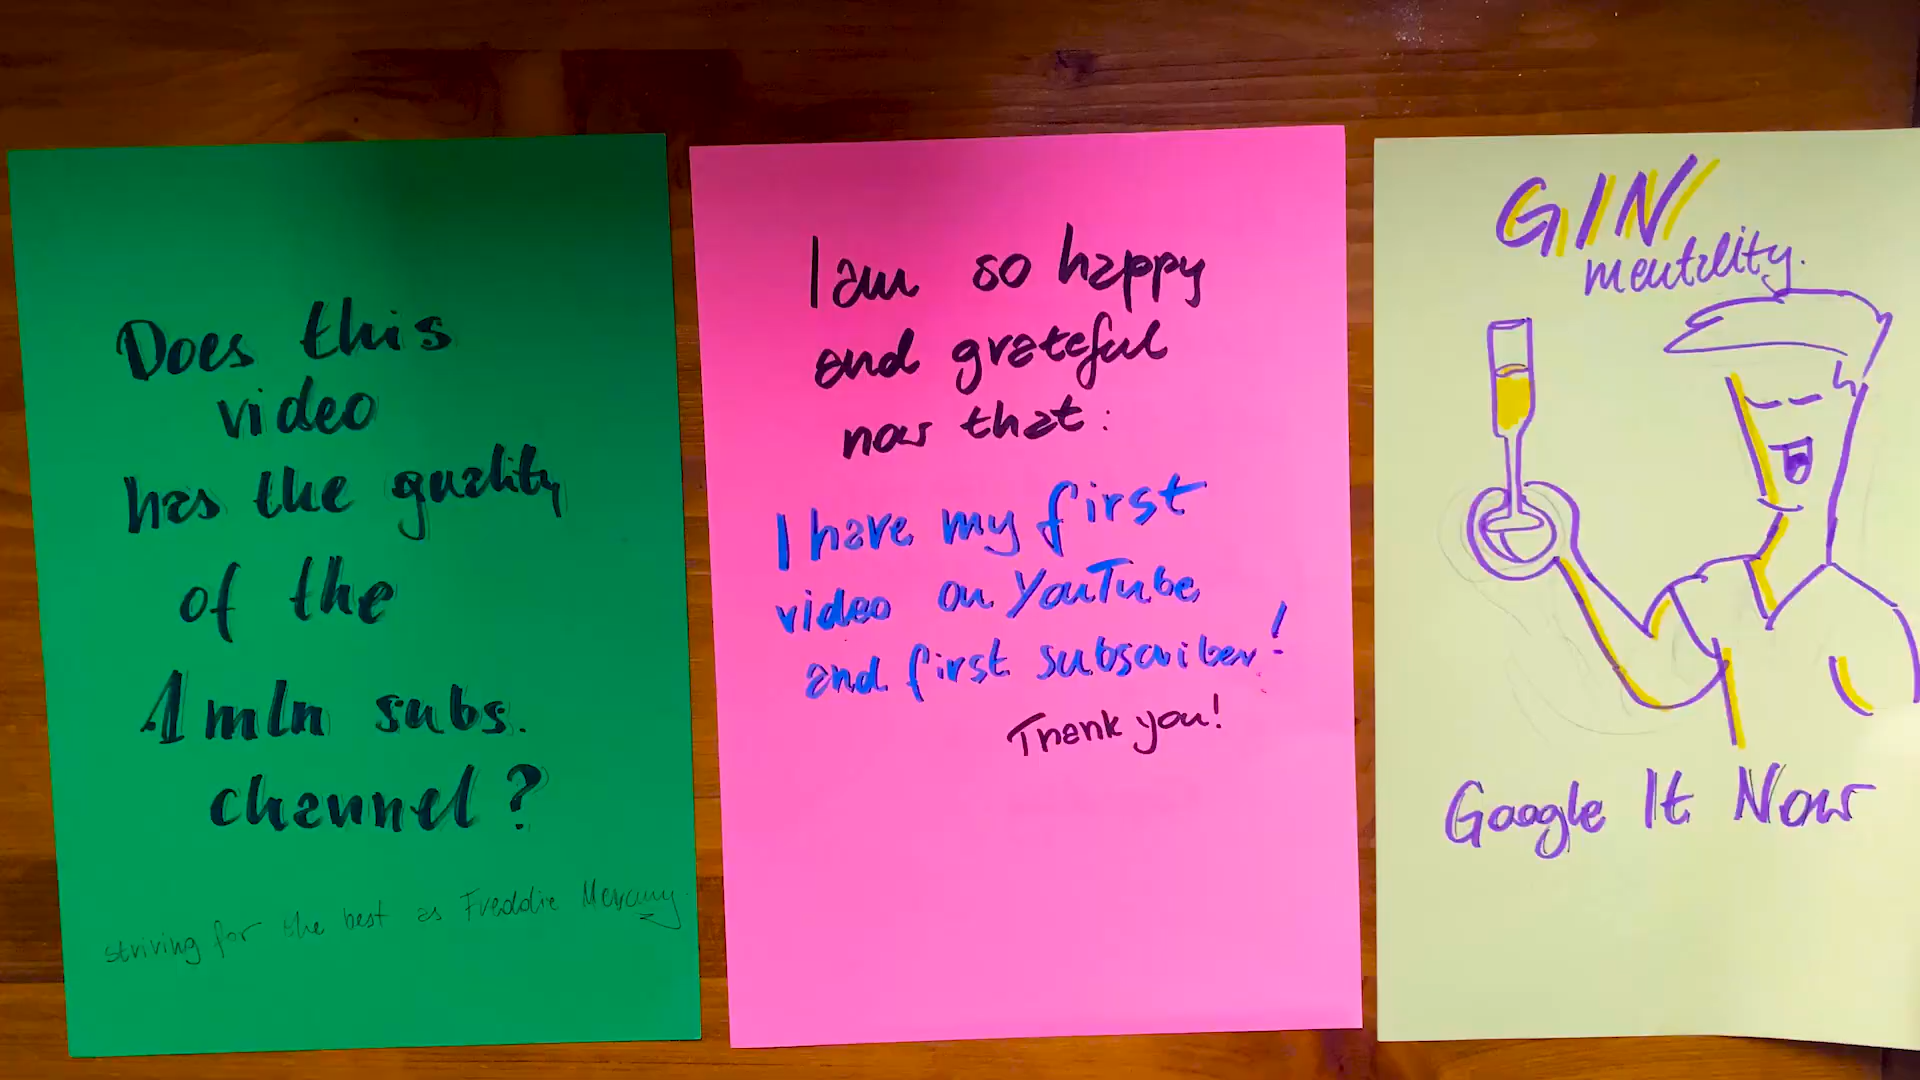 Does this
video
has the quality
of the
1 mln subs.
channel?
striving for the best as Freddie Mercury.
I am so happy
and grateful
now that:
I have my first
video on YouTube
and first subscriber!
Thank you!
GIN
mentality.
Google It Now